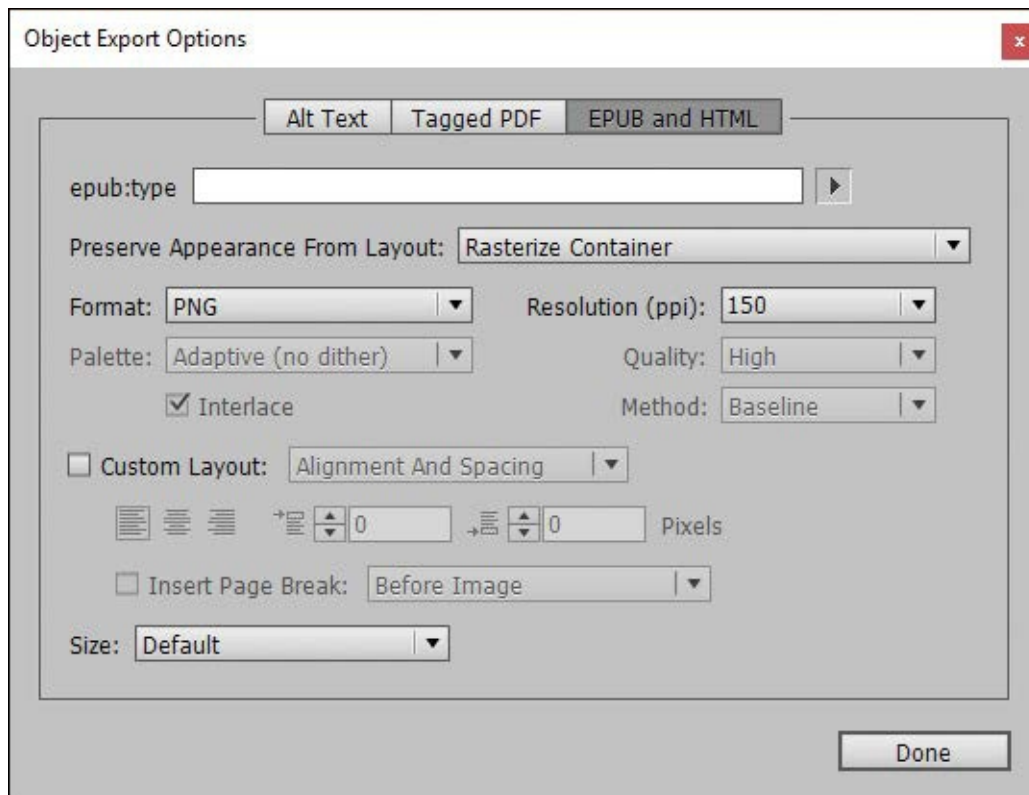 Object Export Options
x
Alt Text Tagged PDF EPUB and HTML
epub:type
Preserve Appearance From Layout: Rasterize Container
Format: PNG Resolution (ppi): 150
Palette: Adaptive (no dither) Quality: High
Interlace Method: Baseline
Custom Layout: Alignment And Spacing
0 0 Pixels
Insert Page Break: Before Image
Size: Default
Done